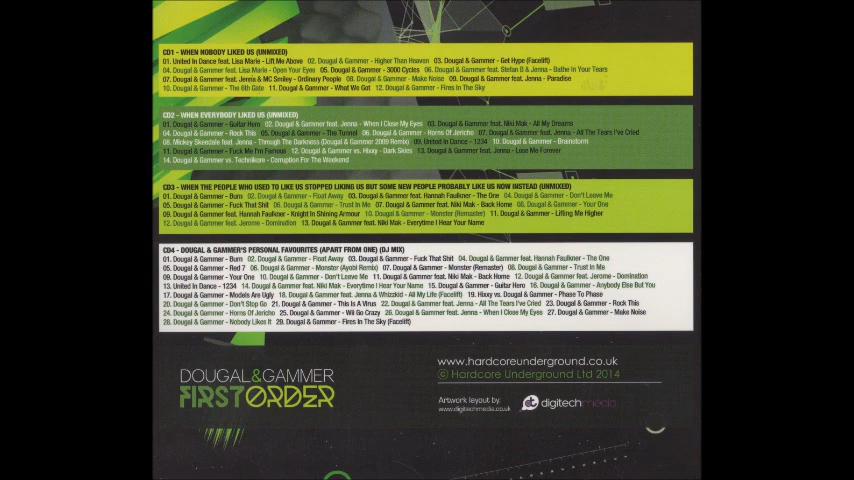 CD1 - WHEN NOBODY LIKED US (UNMIXED)
01. United In Dance feat. Lisa Marie - Lift Me Above 02. Dougal & Gammer - Higher Than Heaven 03. Dougal & Gammer - Get Hype (Facelift)
04. Dougal & Gammer feat. Lisa Marie - Open Your Eyes 05. Dougal & Gammer - 3000 Cycles 06. Dougal & Gammer feat. Stefan B & Jenna - Bathe In Your Tears
07. Dougal & Gammer feat. Jenna & MC Smiley - Ordinary People 08. Dougal & Gammer - Make Noise 09. Dougal & Gammer feat. Jenna - Paradise
10. Dougal & Gammer - The 6th Gate 11. Dougal & Gammer - What We Got 12. Dougal & Gammer - Fires In The Sky
CD2 - WHEN EVERYBODY LIKED US (UNMIXED)
01. Dougal & Gammer - Guitar Hero 02. Dougal & Gammer feat. Jenna - When I Close My Eyes 03. Dougal & Gammer feat. Niki Mak - All My Dreams
04. Dougal & Gammer - Rock This 05. Dougal & Gammer - The Tunnel 06. Dougal & Gammer - Horns Of Jericho 07. Dougal & Gammer feat. Jenna - All The Tears I've Cried
08. Mickey Skeedale feat. Jenna - Through The Darkness (Dougal & Gammer 2009 Remix) 09. United In Dance - 1234 10. Dougal & Gammer - Brainstorm
11. Dougal & Gammer - Fuck Me I'm Famous 12. Dougal & Gammer vs. Hixxy - Dark Skies 13. Dougal & Gammer feat. Jenna - Lose Me Forever
14. Dougal & Gammer vs. Technikore - Corruption For The Weekend
CD3 - WHEN THE PEOPLE WHO USED TO LIKE US STOPPED LIKING US BUT SOME NEW PEOPLE PROBABLY LIKE US NOW INSTEAD (UNMIXED)
01. Dougal & Gammer - Burn 02. Dougal & Gammer - Float Away 03. Dougal & Gammer feat. Hannah Faulkner - The One 04. Dougal & Gammer - Don't Leave Me
05. Dougal & Gammer - Fuck That Shit 06. Dougal & Gammer - Trust In Me 07. Dougal & Gammer feat. Niki Mak - Back Home 08. Dougal & Gammer - Your One
09. Dougal & Gammer feat. Hannah Faulkner - Knight In Shining Armour 10. Dougal & Gammer - Monster (Remaster) 11. Dougal & Gammer - Lifting Me Higher
12. Dougal & Gammer feat. Jerome - Domination 13. Dougal & Gammer feat. Niki Mak - Everytime I Hear Your Name
CD4 - DOUGAL & GAMMER'S PERSONAL FAVOURITES (APART FROM ONE) (DJ MIX)
01. Dougal & Gammer - Burn 02. Dougal & Gammer - Float Away 03. Dougal & Gammer - Fuck That Shit 04. Dougal & Gammer feat. Hannah Faulkner - The One
05. Dougal & Gammer - Red 7 06. Dougal & Gammer - Monster (Ayobi Remix) 07. Dougal & Gammer - Monster (Remaster) 08. Dougal & Gammer - Trust In Me
09. Dougal & Gammer - Your One 10. Dougal & Gammer - Don't Leave Me 11. Dougal & Gammer feat. Niki Mak - Back Home 12. Dougal & Gammer feat. Jerome - Domination
13. United In Dance - 1234 14. Dougal & Gammer feat. Niki Mak - Everytime I Hear Your Name 15. Dougal & Gammer - Guitar Hero 16. Dougal & Gammer - Anybody Else But You
17. Dougal & Gammer - Models Are Ugly 18. Dougal & Gammer feat. Jenna & Whizzkid - All My Life (Facelift) 19. Hixxy vs. Dougal & Gammer - Phase To Phase
20. Dougal & Gammer - Don't Stop Go 21. Dougal & Gammer - This Is A Virus 22. Dougal & Gammer feat. Jenna - All The Tears I've Cried 23. Dougal & Gammer - Rock This
24. Dougal & Gammer - Horns Of Jericho 25. Dougal & Gammer - Wii Go Crazy 26. Dougal & Gammer feat. Jenna - When I Close My Eyes 27. Dougal & Gammer - Make Noise
28. Dougal & Gammer - Nobody Likes It 29. Dougal & Gammer - Fires In The Sky (Facelift)
DOUGAL&GAMMER
FIRST ORDER
www.hardcoreunderground.co.uk
© Hardcore Underground Ltd 2014
Artwork leyout by:
www.digitechmedia.co.uk
digitechmedia